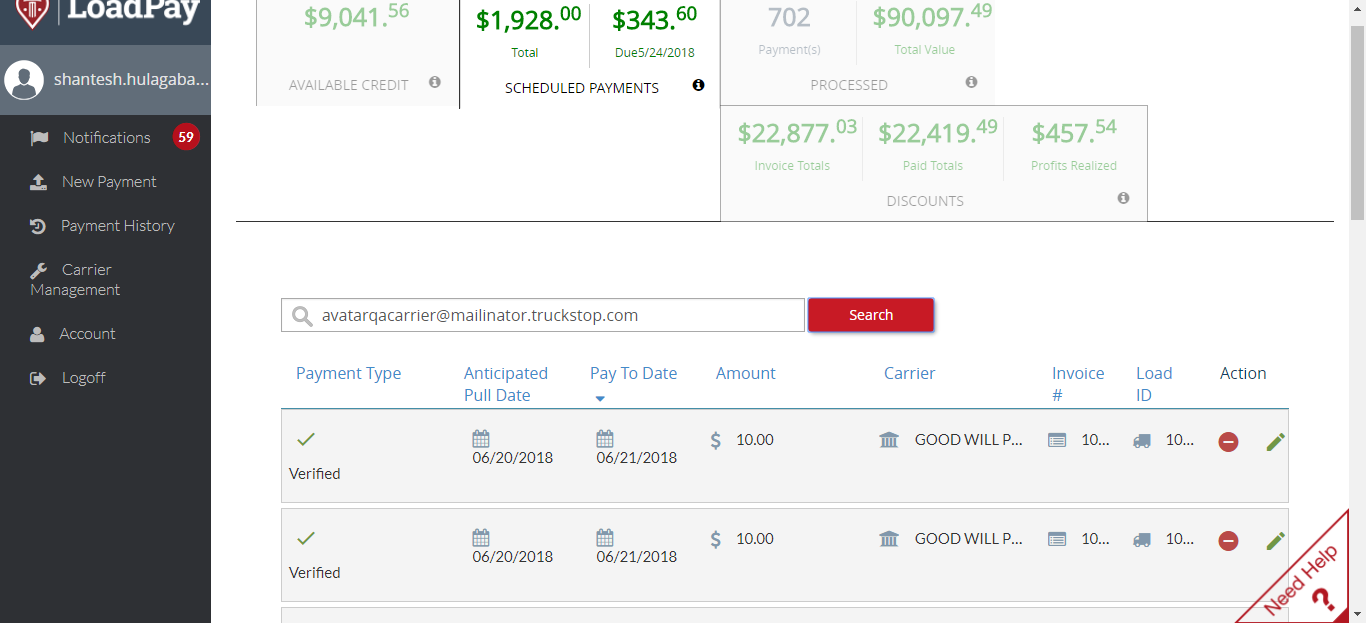 LoadPay
shantesh.hulagaba...
Notifications 59
New Payment
Payment History
Carrier
Management
Account
Logoff
$9,041.56
AVAILABLE CREDIT
$1,928.00 $343.60
Total Due5/24/2018
SCHEDULED PAYMENTS
702 $90,097.49
Payment(s) Total Value
PROCESSED
$22,877.03 $22,419.49 $457.54
Invoice Totals Paid Totals Profits Realized
DISCOUNTS
avatarqacarrier@mailinator.truckstop.com Search
Payment Type Anticipated Pay To Date Amount Carrier Invoice Load Action
Pull Date # ID
$ 10.00 GOOD WILL P... 10... 10...
06/20/2018 06/21/2018
Verified
$ 10.00 GOOD WILL P... 10... 10...
06/20/2018 06/21/2018
Verified
Need Help
?